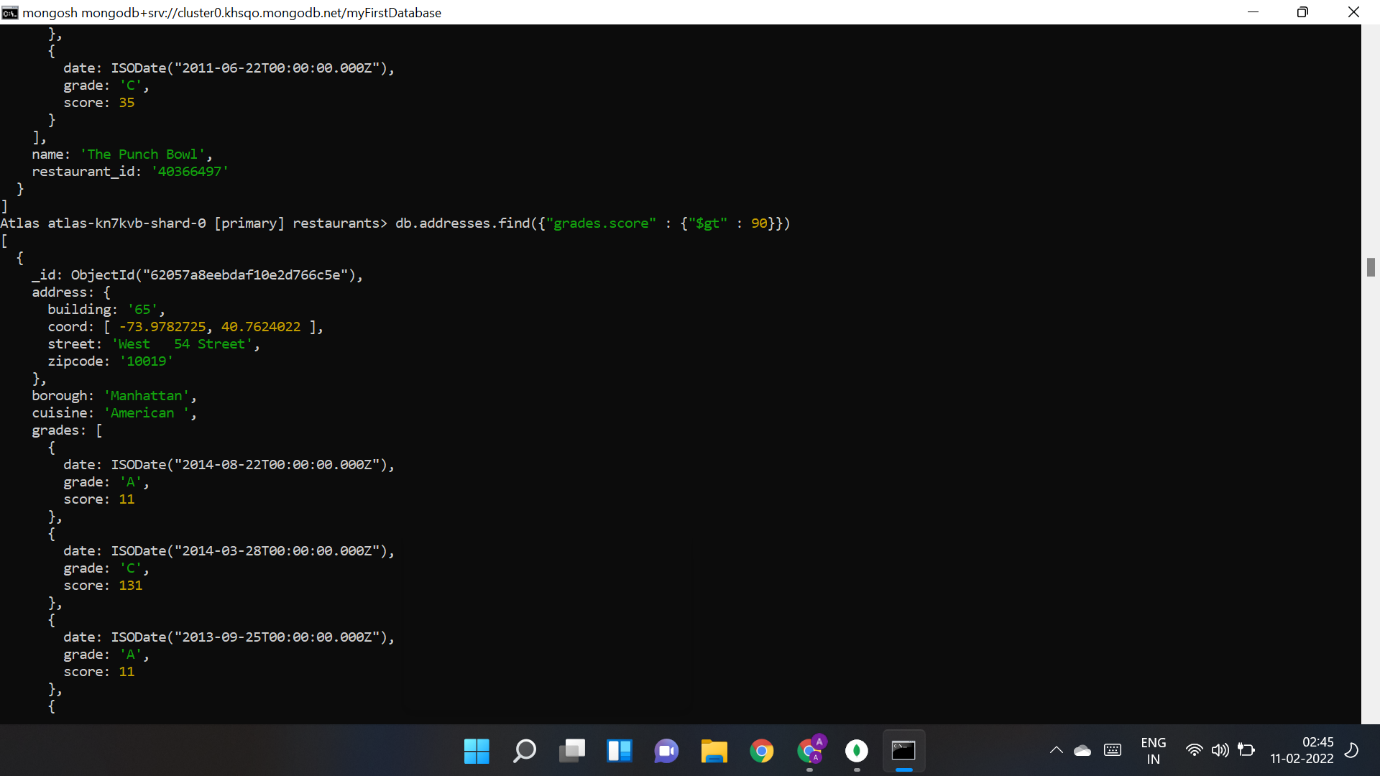 mongosh mongodb+srv://cluster0.khsqo.mongodb.net/myFirstDatabase
},
{
date: ISODate("2011-06-22T00:00:00.000Z"),
grade: 'C',
score: 35
}
],
name: 'The Punch Bowl',
restaurant_id: '40366497'
}
]
Atlas atlas-kn7kvb-shard-0 [primary] restaurants> db.addresses.find({"grades.score" : {"$gt" : 90}})
[
{
_id: ObjectId("62057a8eebdaf10e2d766c5e"),
address: {
building: '65',
coord: [ -73.9782725, 40.7624022 ],
street: 'West   54 Street',
zipcode: '10019'
},
borough: 'Manhattan',
cuisine: 'American ',
grades: [
{
date: ISODate("2014-08-22T00:00:00.000Z"),
grade: 'A',
score: 11
},
{
date: ISODate("2014-03-28T00:00:00.000Z"),
grade: 'C',
score: 131
},
{
date: ISODate("2013-09-25T00:00:00.000Z"),
grade: 'A',
score: 11
},
{
A
A
ENG
IN
02:45
11-02-2022